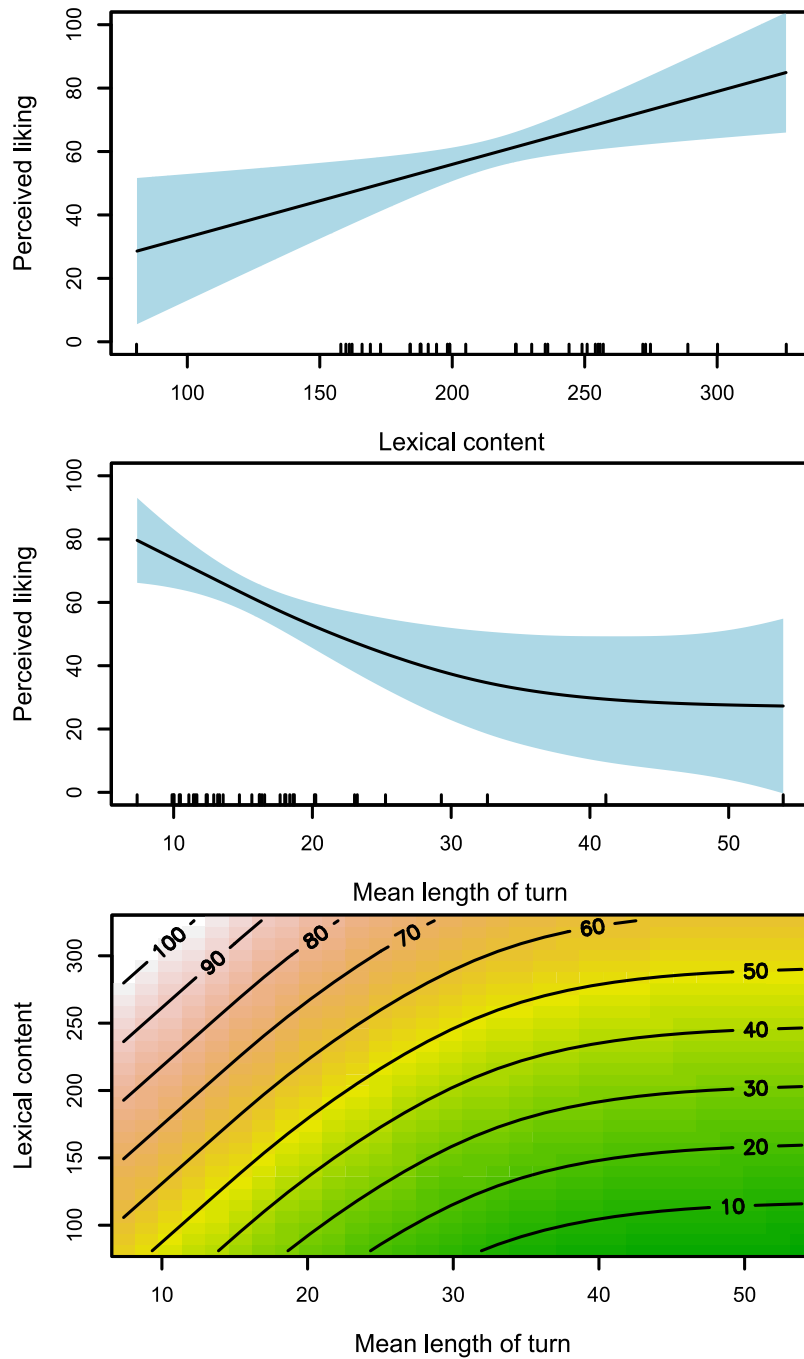 Perceived liking
100
80
60
40
20
0
100 150 200 250 300
Lexical content
Perceived liking
100
80
60
40
20
0
10 20 30 40 50
Mean length of turn
Lexical content
300
250
200
150
100
100 90 80 70 60
50
40
30
20
10
10 20 30 40 50
Mean length of turn